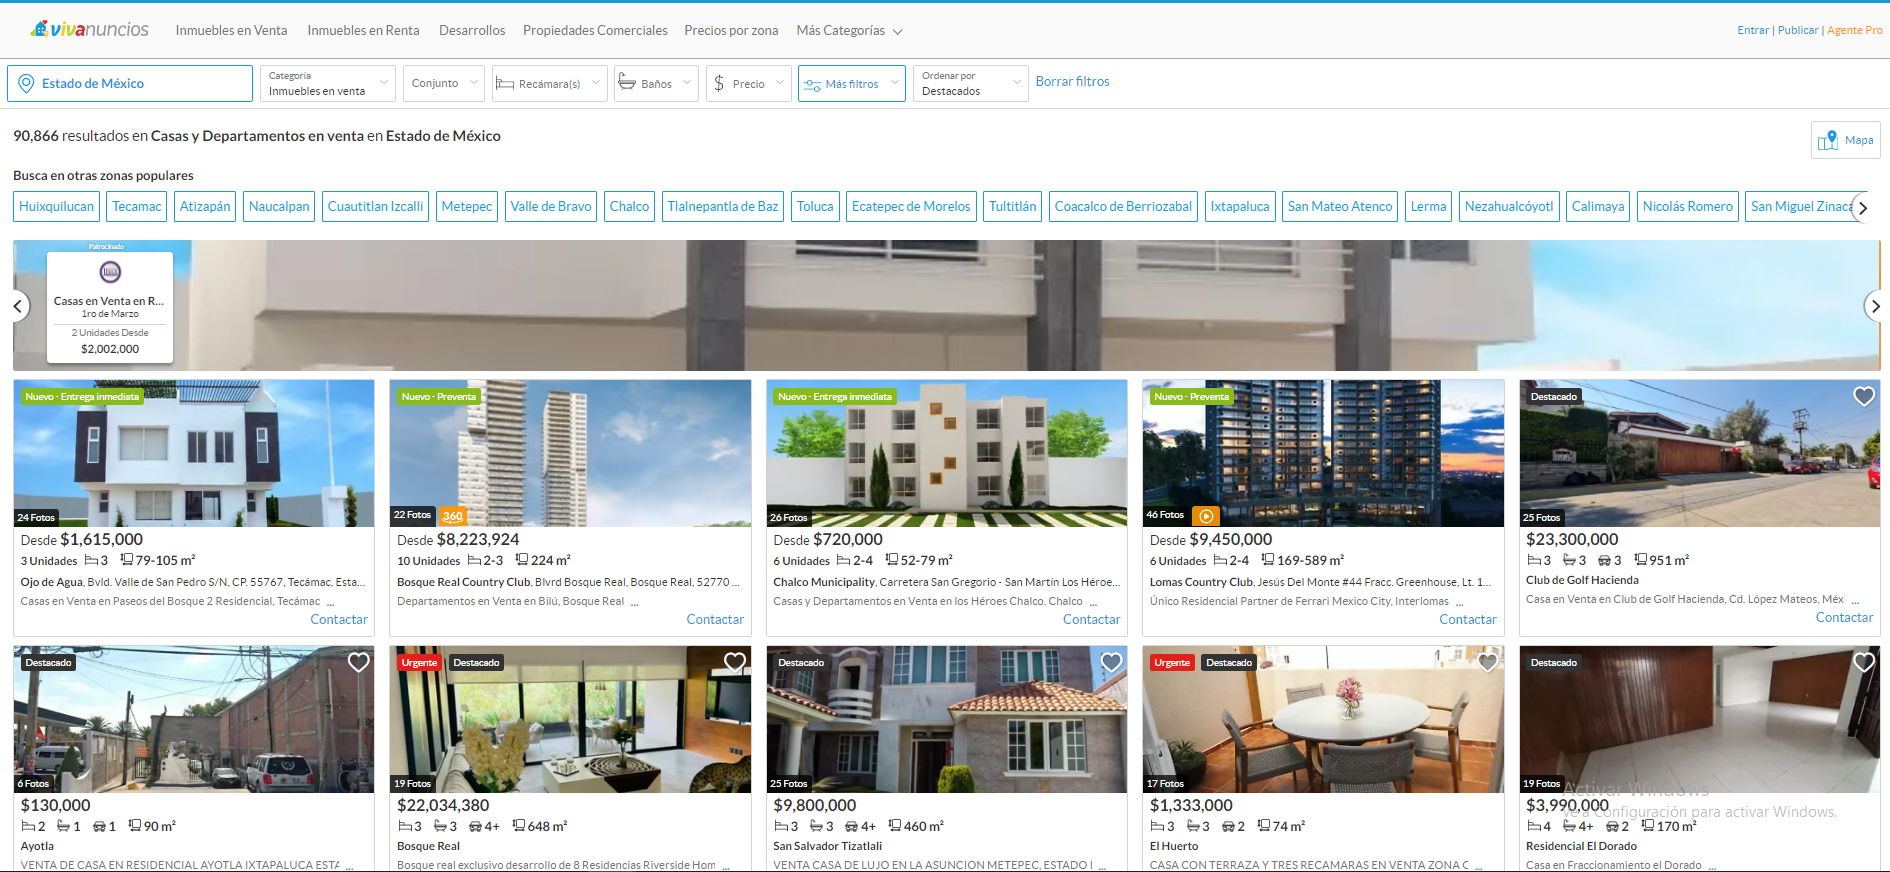 vivanuncios
Inmuebles en Venta
Inmuebles en Renta
Desarrollos
Propiedades Comerciales
Precios por zona
Más Categorías
Entrar | Publicar | Agente Pro
Estado de México
Categoría
Inmuebles en venta
Conjunto
Recámara(s)
Baños
Precio
Más filtros
Ordenar por
Destacados
Borrar filtros
90,866 resultados en Casas y Departamentos en venta en Estado de México
Mapa
Busca en otras zonas populares
Huixquilucan
Tecamac
Atizapán
Naucalpan
Cuautitlan Izcalli
Metepec
Valle de Bravo
Chalco
Tlalnepantla de Baz
Toluca
Ecatepec de Morelos
Tultitlán
Coacalco de Berriozabal
Ixtapaluca
San Mateo Atenco
Lerma
Nezahualcóyotl
Calimaya
Nicolás Romero
San Miguel Zinaca
Patrocinado
Casas en Venta en R...
1ro de Marzo
2 Unidades Desde
$2,002,000
Nuevo - Entrega inmediata
24 Fotos
Desde $1,615,000
3 Unidades 3 79-105 m²
Ojo de Agua, Bvld. Valle de San Pedro S/N, CP. 55767, Tecámac, Esta...
Casas en Venta en Paseos del Bosque 2 Residencial, Tecámac ...
Contactar
Nuevo - Preventa
22 Fotos
360
Desde $8,223,924
10 Unidades 2-3 224 m²
Bosque Real Country Club, Blvrd Bosque Real, Bosque Real, 52770 ...
Departamentos en Venta en Bilú, Bosque Real ...
Contactar
Nuevo - Entrega inmediata
26 Fotos
Desde $720,000
6 Unidades 2-4 52-79 m²
Chalco Municipality, Carretera San Gregorio - San Martín Los Héroe...
Casas y Departamentos en Venta en los Héroes Chalco, Chalco ...
Contactar
Nuevo - Preventa
46 Fotos
Desde $9,450,000
6 Unidades 2-4 169-589 m²
Lomas Country Club, Jesús Del Monte #44 Fracc. Greenhouse, Lt. 1...
Único Residencial Partner de Ferrari Mexico City, Interlomas ...
Contactar
Destacado
25 Fotos
$23,300,000
3 3 3 951 m²
Club de Golf Hacienda
Casa en Venta en Club de Golf Hacienda, Cd. López Mateos, Méxi ...
Contactar
Destacado
6 Fotos
$130,000
2 1 1 90 m²
Ayotla
VENTA DE CASA EN RESIDENCIAL AYOTLA IXTAPALUCA ESTA ...
Urgente
Destacado
19 Fotos
$22,034,380
3 3 4+ 648 m²
Bosque Real
Bosque real exclusivo desarrollo de 8 Residencias Riverside Hom ...
Destacado
25 Fotos
$9,800,000
3 3 4+ 460 m²
San Salvador Tizatlali
VENTA CASA DE LUJO EN LA ASUNCION METEPEC, ESTADO ...
Urgente
Destacado
17 Fotos
$1,333,000
3 3 2 74 m²
El Huerto
CASA CON TERRAZA Y TRES RECAMARAS EN VENTA ZONA C ...
Destacado
19 Fotos
$3,990,000
4 4+ 2 170 m²
Residencial El Dorado
Casa en Fraccionamiento el Dorado ...
Activar Windows
Ve a Configuración para activar Windows.